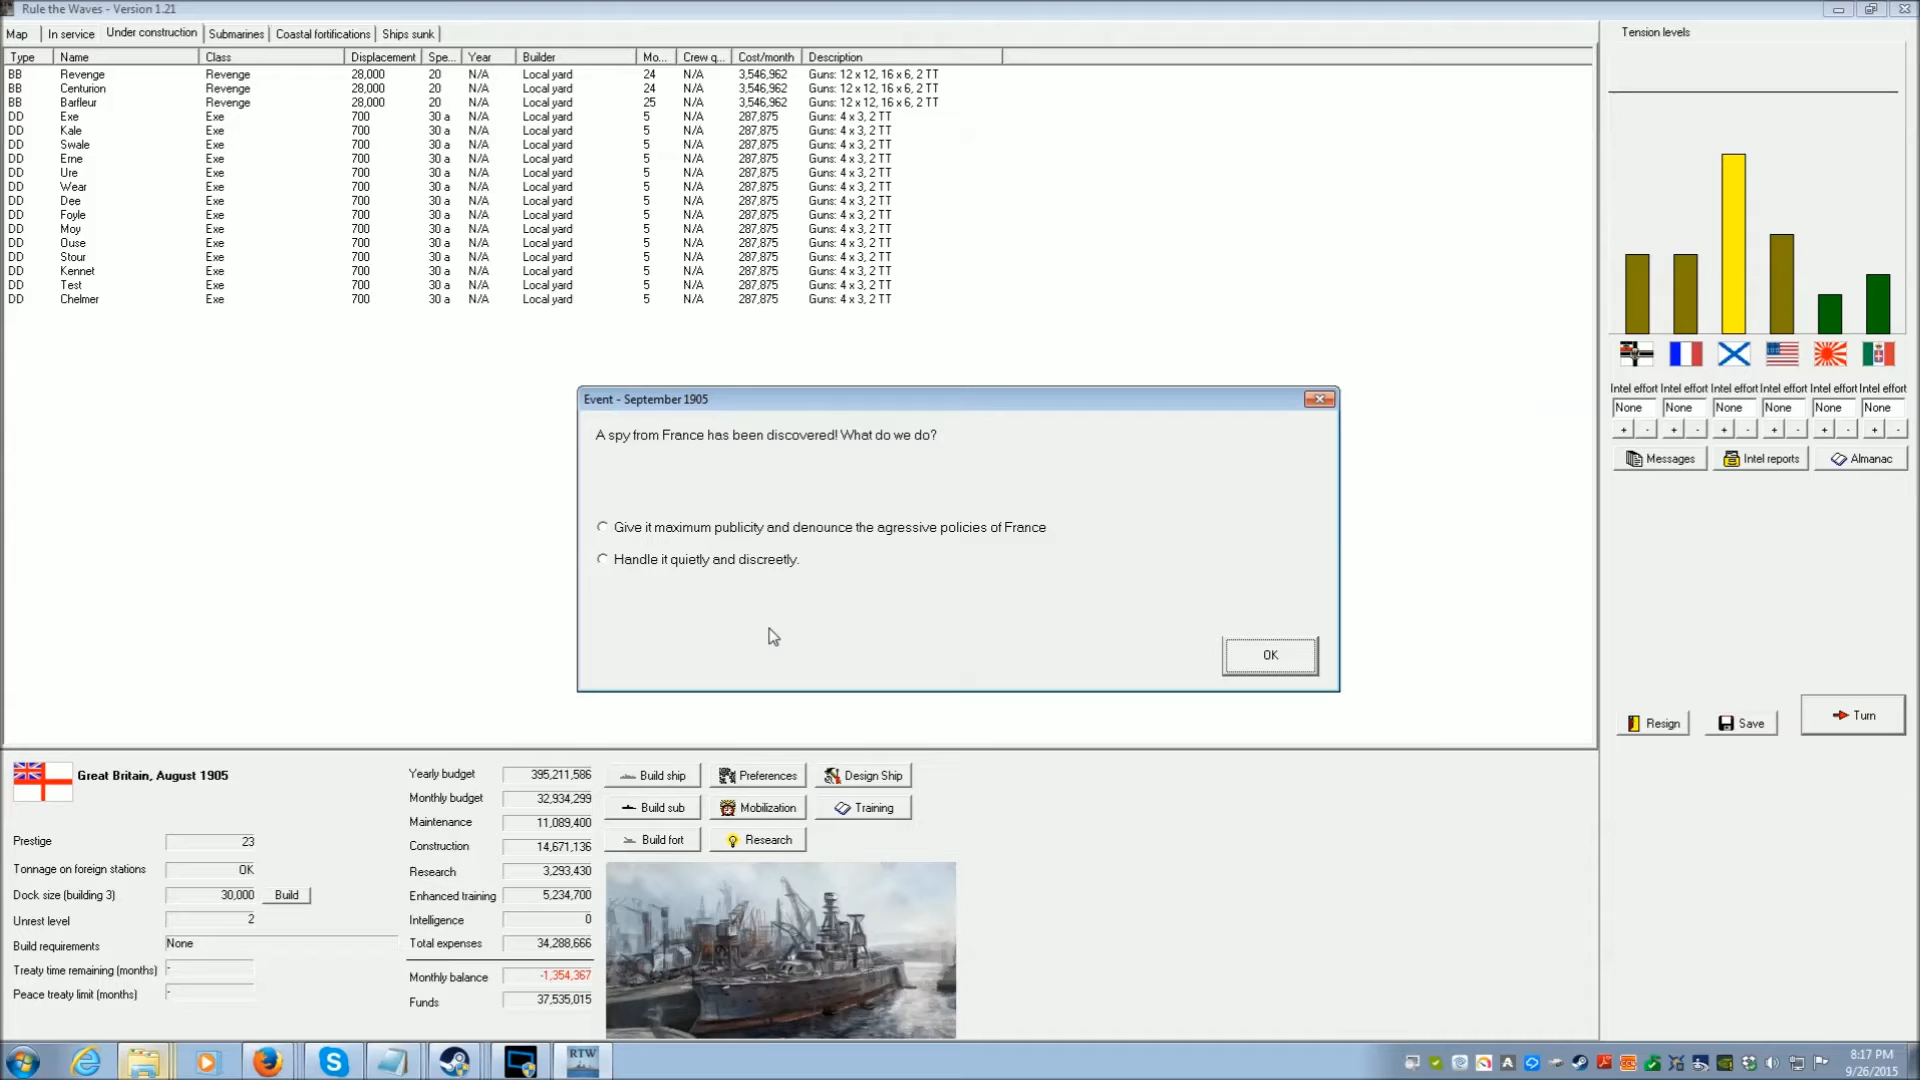 Rule the Waves - Version 1.21
Map In service Under construction Submarines Coastal fortifications Ships sunk
Type Name Class Displacement Spe... Year Builder Mo... Crew q... Cost/month Description
BB Revenge Revenge 28,000 20 N/A Local yard 24 N/A 3,546,962 Guns: 12 x 12, 16 x 6, 2 TT
BB Centurion Revenge 28,000 20 N/A Local yard 24 N/A 3,546,962 Guns: 12 x 12, 16 x 6, 2 TT
BB Barfleur Revenge 28,000 20 N/A Local yard 25 N/A 3,546,962 Guns: 12 x 12, 16 x 6, 2 TT
DD Exe Exe 700 30 a N/A Local yard 5 N/A 287,875 Guns: 4 x 3, 2 TT
DD Kale Exe 700 30 a N/A Local yard 5 N/A 287,875 Guns: 4 x 3, 2 TT
DD Swale Exe 700 30 a N/A Local yard 5 N/A 287,875 Guns: 4 x 3, 2 TT
DD Erne Exe 700 30 a N/A Local yard 5 N/A 287,875 Guns: 4 x 3, 2 TT
DD Ure Exe 700 30 a N/A Local yard 5 N/A 287,875 Guns: 4 x 3, 2 TT
DD Wear Exe 700 30 a N/A Local yard 5 N/A 287,875 Guns: 4 x 3, 2 TT
DD Dee Exe 700 30 a N/A Local yard 5 N/A 287,875 Guns: 4 x 3, 2 TT
DD Foyle Exe 700 30 a N/A Local yard 5 N/A 287,875 Guns: 4 x 3, 2 TT
DD Moy Exe 700 30 a N/A Local yard 5 N/A 287,875 Guns: 4 x 3, 2 TT
DD Ouse Exe 700 30 a N/A Local yard 5 N/A 287,875 Guns: 4 x 3, 2 TT
DD Stour Exe 700 30 a N/A Local yard 5 N/A 287,875 Guns: 4 x 3, 2 TT
DD Kennet Exe 700 30 a N/A Local yard 5 N/A 287,875 Guns: 4 x 3, 2 TT
DD Test Exe 700 30 a N/A Local yard 5 N/A 287,875 Guns: 4 x 3, 2 TT
DD Chelmer Exe 700 30 a N/A Local yard 5 N/A 287,875 Guns: 4 x 3, 2 TT
Tension levels
Intel effort Intel effort Intel effort Intel effort Intel effort Intel effort
None None None None None None
+ - + - + - + - + - + -
Messages Intel reports Almanac
Resign Save Turn
Event - September 1905
A spy from France has been discovered! What do we do?
Give it maximum publicity and denounce the agressive policies of France
Handle it quietly and discreetly.
OK
Great Britain, August 1905
Prestige 23
Tonnage on foreign stations OK
Dock size (building 3) 30,000 Build
Unrest level 2
Build requirements None
Treaty time remaining (months) -
Peace treaty limit (months) -
Yearly budget 395,211,586
Monthly budget 32,934,299
Maintenance 11,089,400
Construction 14,671,136
Research 3,293,430
Enhanced training 5,234,700
Intelligence 0
Total expenses 34,288,666
Monthly balance -1,354,367
Funds 37,535,015
Build ship Preferences Design Ship
Build sub Mobilization Training
Build fort Research
RTW
8:17 PM
9/26/2015